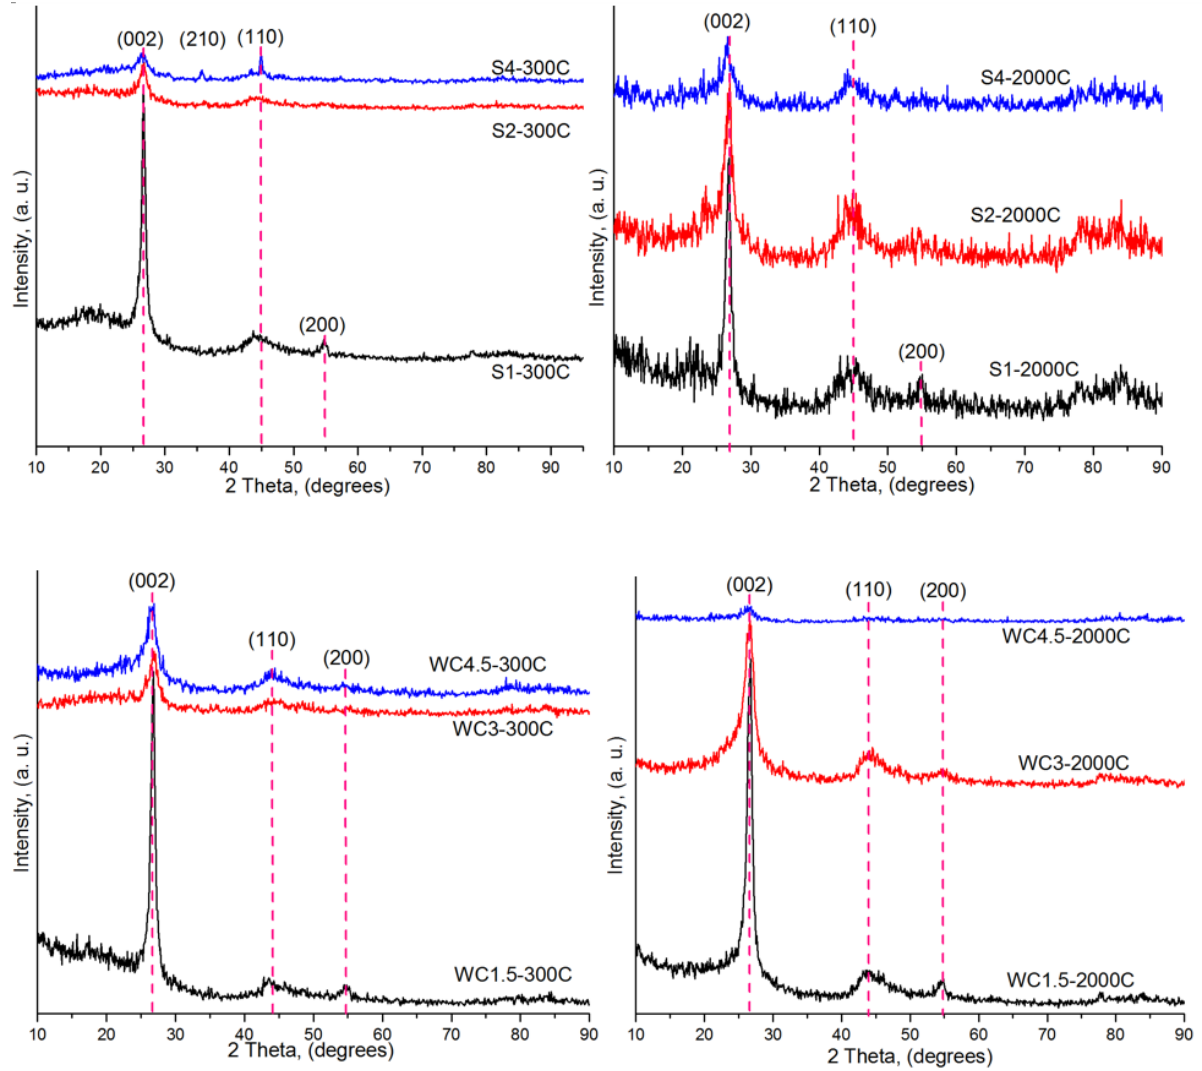 (002) (210) (110)
S4-300C
S2-300C
(200)
S1-300C
Intensity, (a. u.)
10 20 30 40 50 60 70 80 90
2 Theta, (degrees)
(002) (110)
S4-2000C
S2-2000C
(200)
S1-2000C
Intensity, (a. u.)
10 20 30 40 50 60 70 80 90
2 Theta, (degrees)
(002)
(110)
(200)
WC4.5-300C
WC3-300C
WC1.5-300C
Intensity, (a. u.)
10 20 30 40 50 60 70 80 90
2 Theta, (degrees)
(002) (110) (200)
WC4.5-2000C
WC3-2000C
WC1.5-2000C
Intensity, (a. u.)
10 20 30 40 50 60 70 80 90
2 Theta, (degrees)